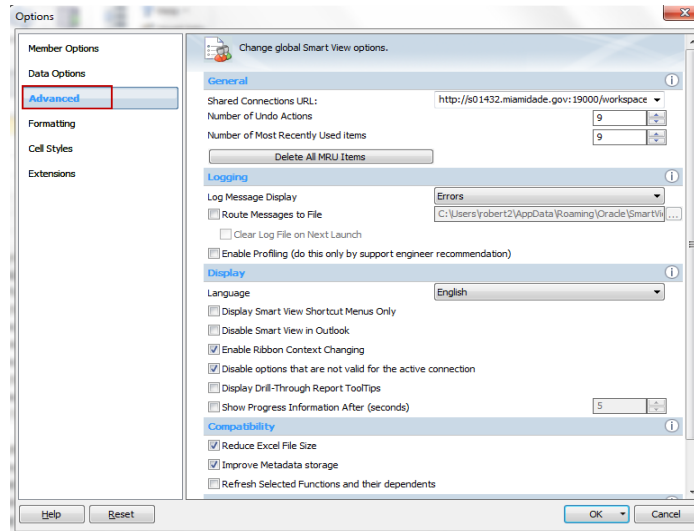 Options
Member Options
Data Options
Advanced
Formatting
Cell Styles
Extensions
Change global Smart View options.
General
Shared Connections URL: http://s01432.miamidade.gov:19000/workspace
Number of Undo Actions 9
Number of Most Recently Used items 9
Delete All MRU Items
Logging
Log Message Display Errors
Route Messages to File C:\Users\robert2\AppData\Roaming\Oracle\SmartVi ...
Clear Log File on Next Launch
Enable Profiling (do this only by support engineer recommendation)
Display
Language English
Display Smart View Shortcut Menus Only
Disable Smart View in Outlook
Enable Ribbon Context Changing
Disable options that are not valid for the active connection
Display Drill-Through Report ToolTips
Show Progress Information After (seconds) 5
Compatibility
Reduce Excel File Size
Improve Metadata storage
Refresh Selected Functions and their dependents
Help Reset OK Cancel